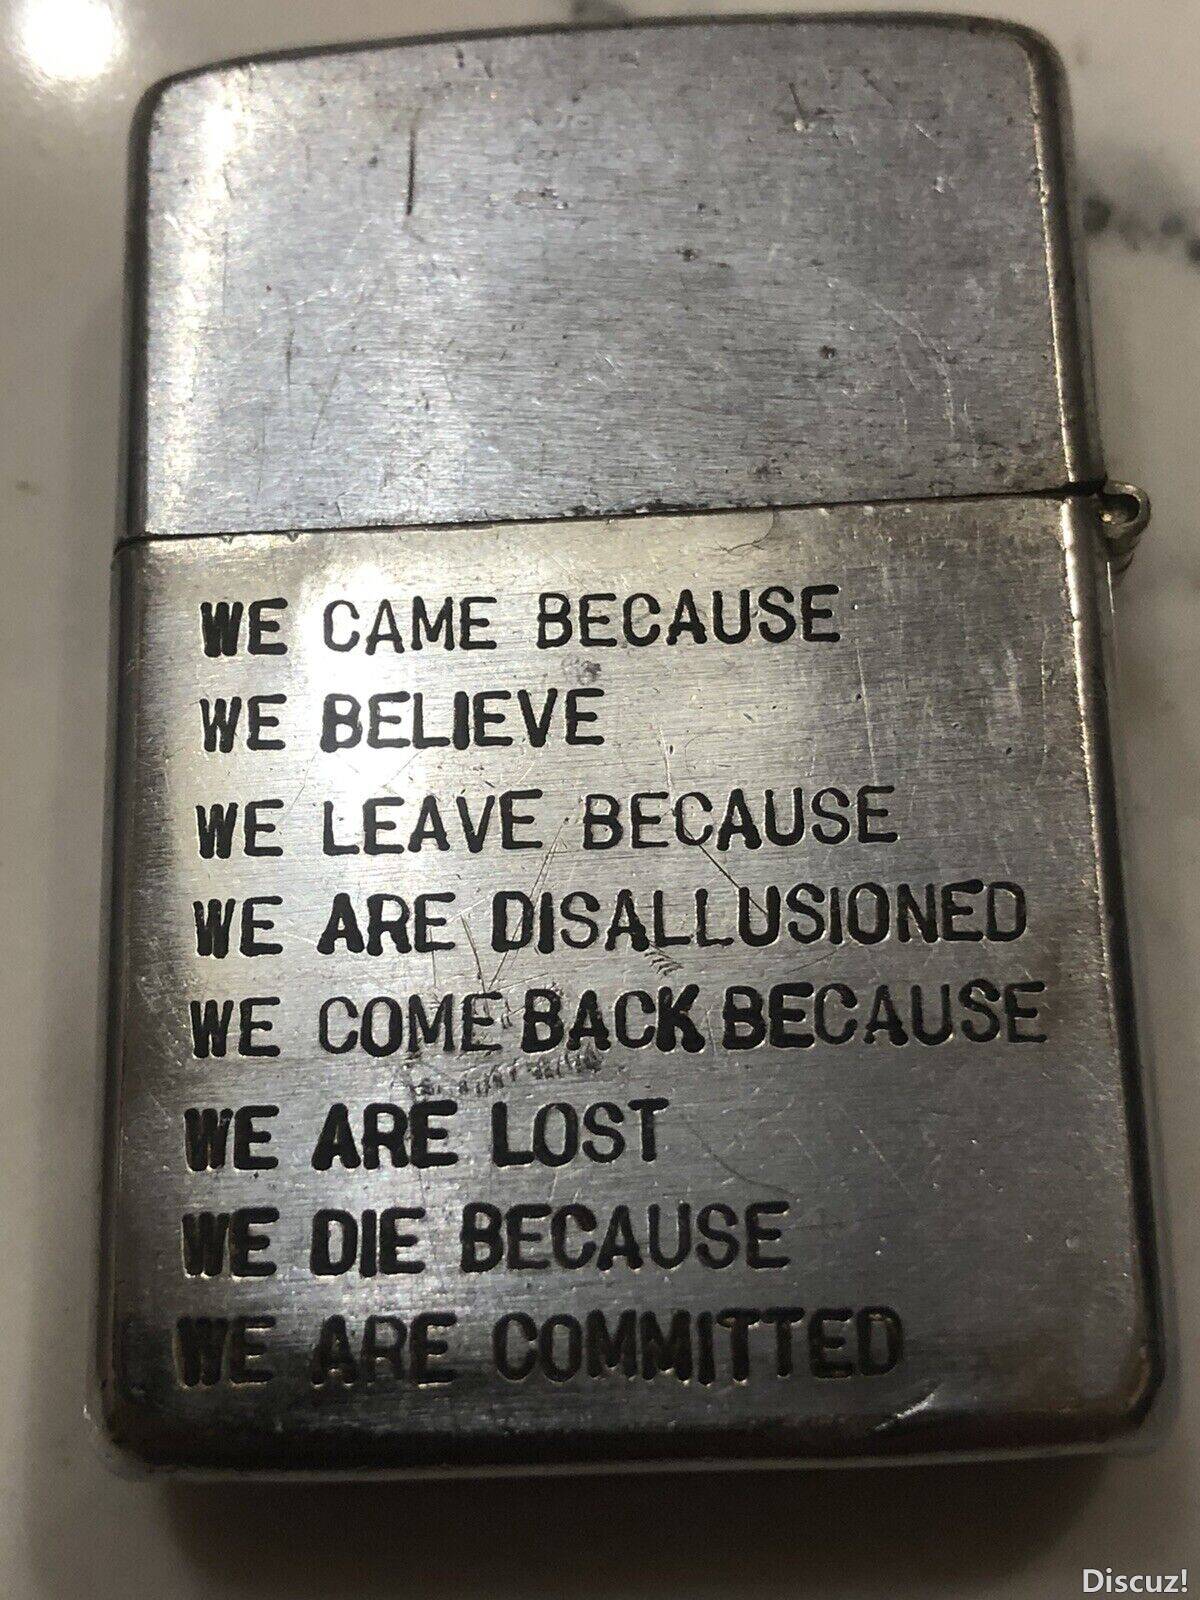 WE CAME BECAUSE
WE BELIEVE
WE LEAVE BECAUSE
WE ARE DISALLUSIONED
WE COME BACK BECAUSE
WE ARE LOST
WE DIE BECAUSE
WE ARE COMMITTED
Discuz!